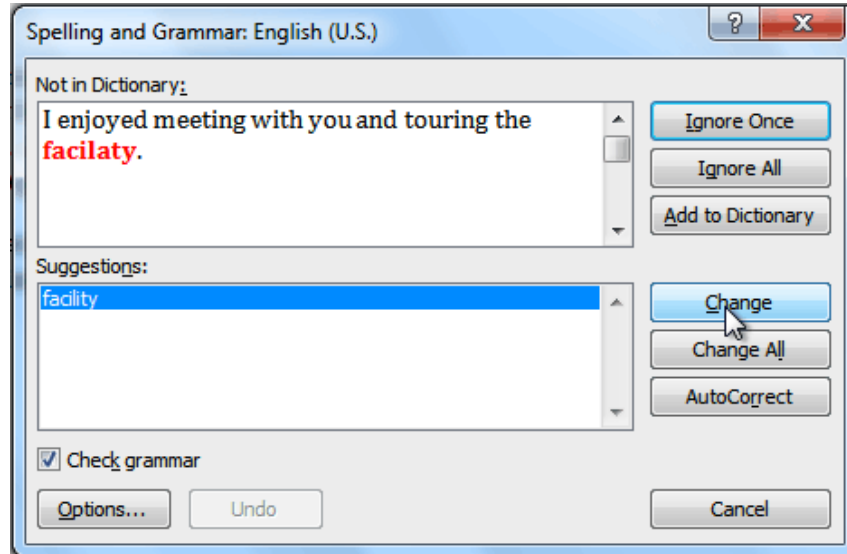 Spelling and Grammar: English (U.S.)
Not in Dictionary:
I enjoyed meeting with you and touring the
facilaty.
Ignore Once
Ignore All
Add to Dictionary
Suggestions:
facility
Change
Change All
AutoCorrect
Check grammar
Options...
Undo
Cancel